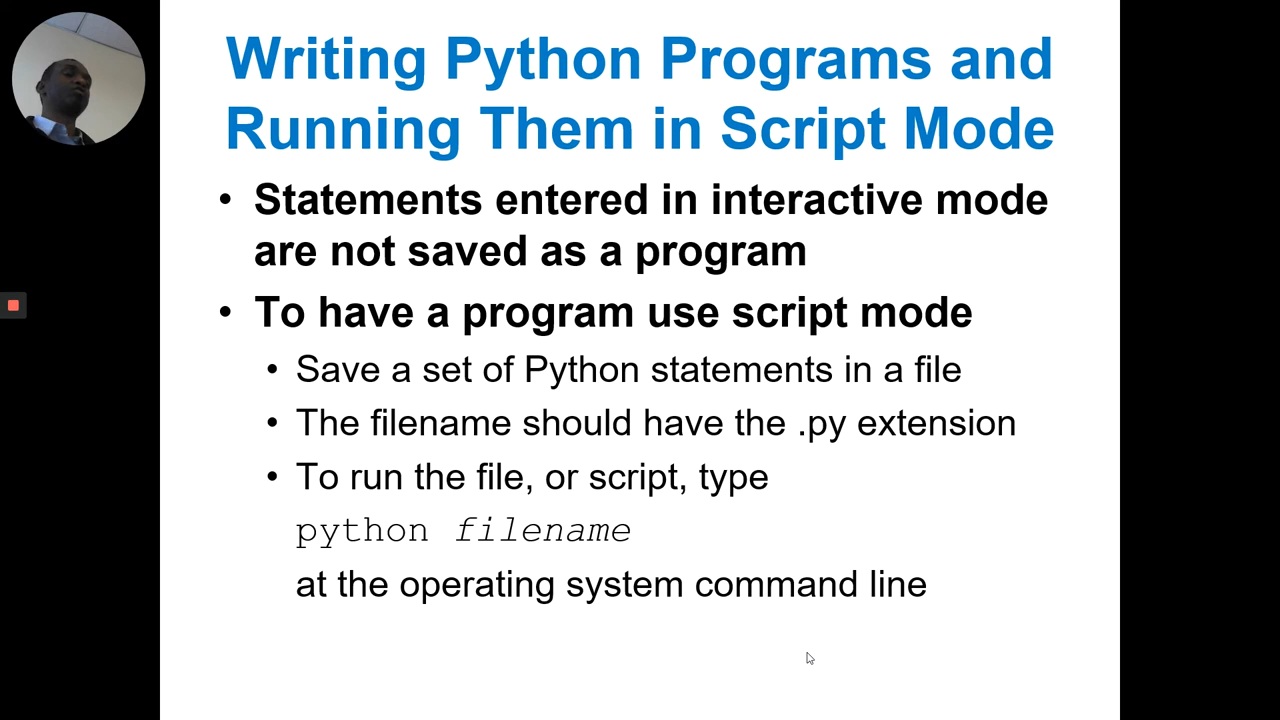 Writing Python Programs and
Running Them in Script Mode
• Statements entered in interactive mode
are not saved as a program
• To have a program use script mode
• Save a set of Python statements in a file
• The filename should have the .py extension
• To run the file, or script, type
python filename
at the operating system command line